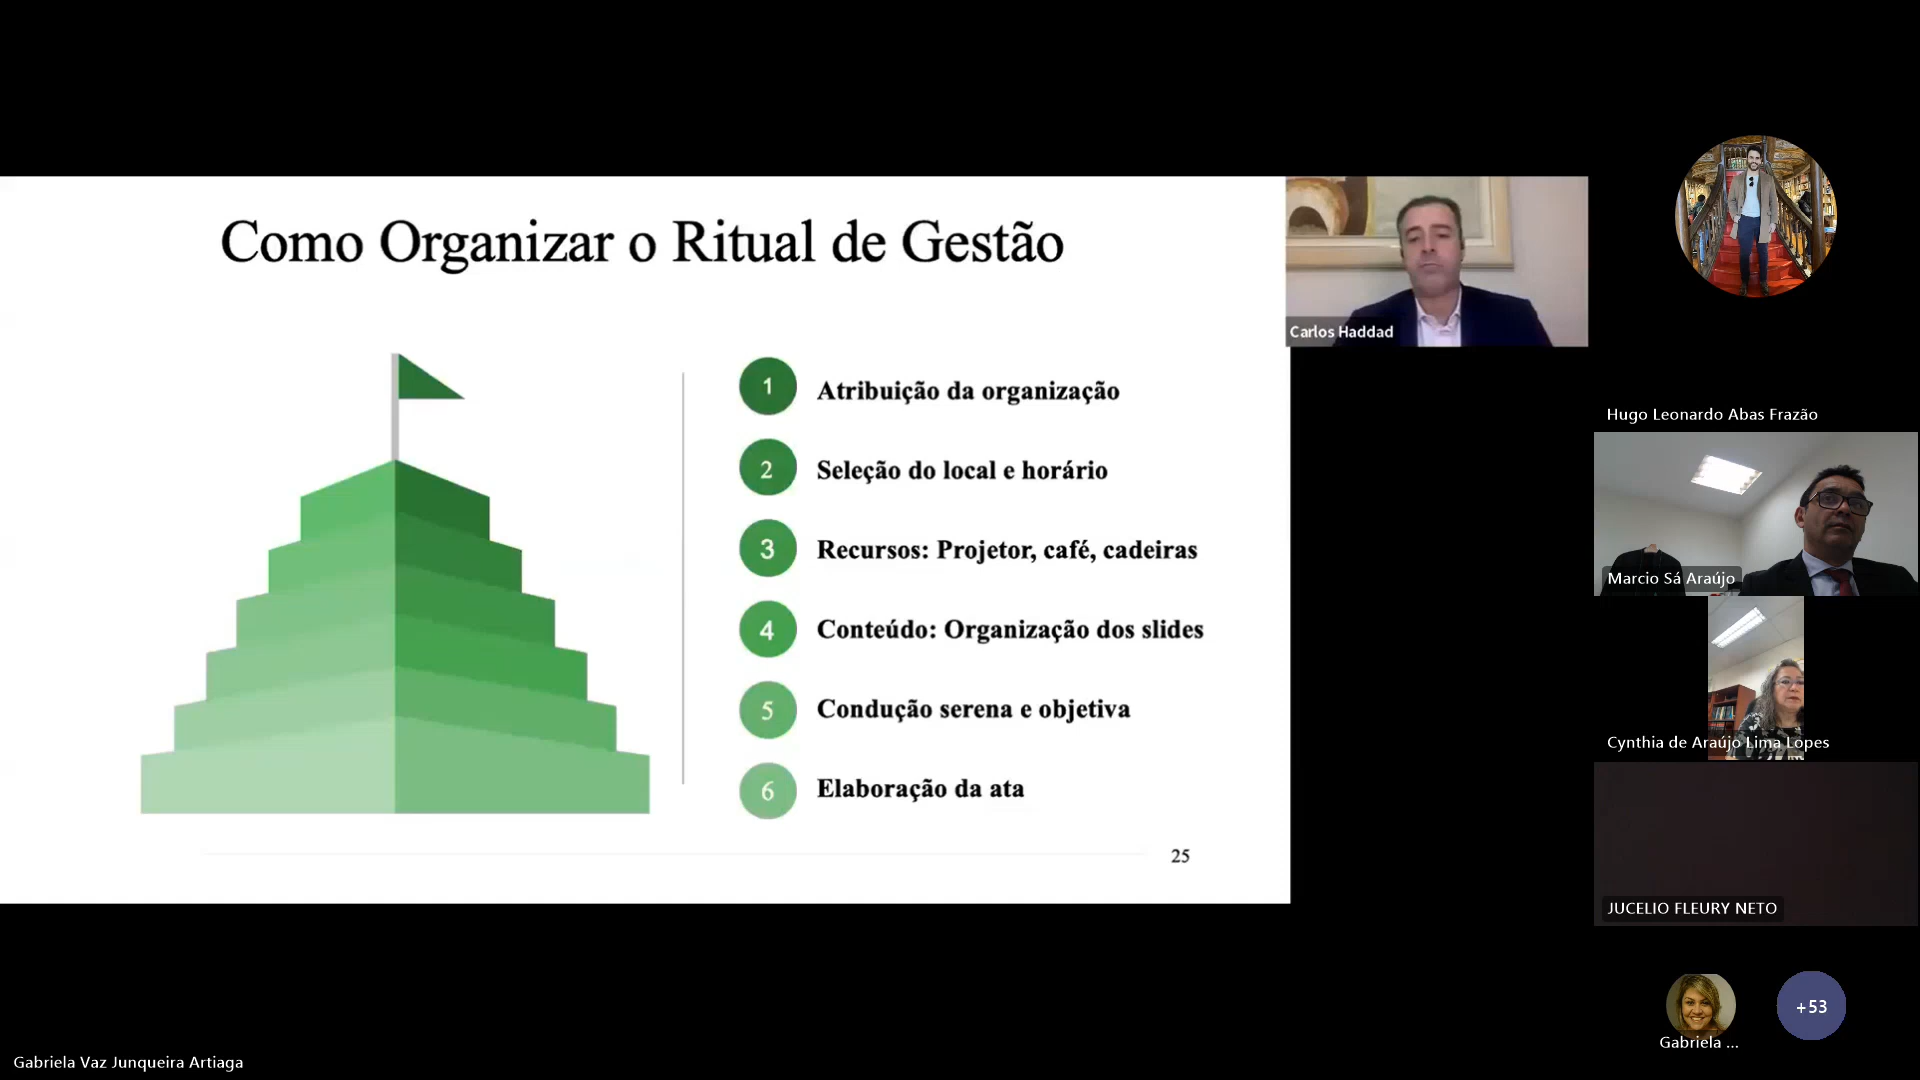 Como Organizar o Ritual de Gestão
1
Atribuição da organização
2
Seleção do local e horário
3
Recursos: Projetor, café, cadeiras
4
Conteúdo: Organização dos slides
5
Condução serena e objetiva
6
Elaboração da ata
25
Carlos Haddad
Hugo Leonardo Abas Frazão
Marcio Sá Araújo
Cynthia de Araújo Lima Lopes
JUCELIO FLEURY NETO
Gabriela ...
+53
Gabriela Vaz Junqueira Artiaga